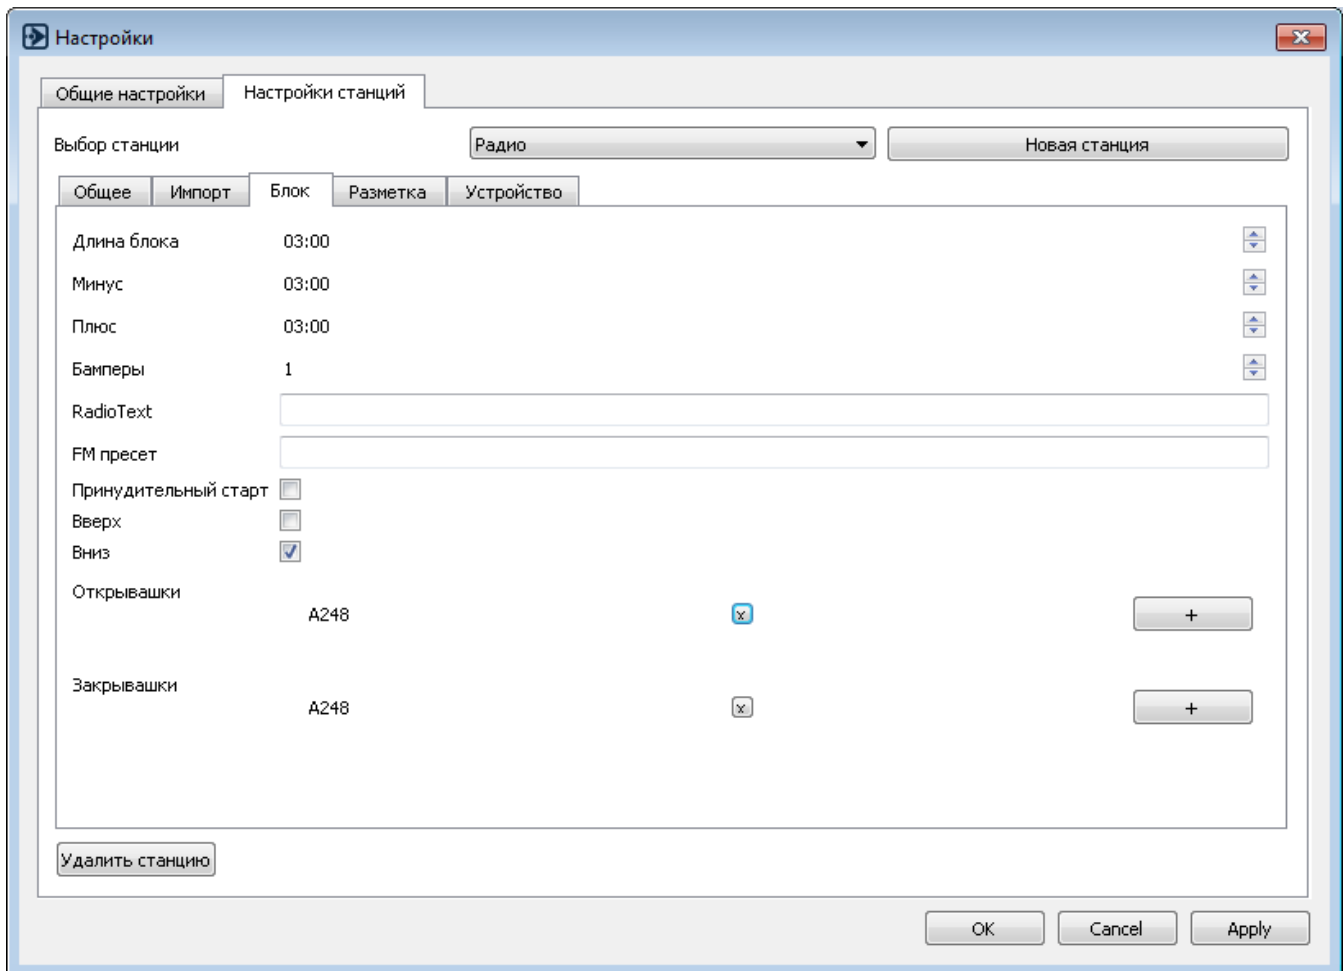 Настройки
Общие настройки Настройки станций
Выбор станции Радио Новая станция
Общее Импорт Блок Разметка Устройство
Длина блока 03:00
Минус 03:00
Плюс 03:00
Бамперы 1
RadioText
FM пресет
Принудительный старт
Вверх
Вниз
Открывашки
A248 x +
Закрывашки
A248 x +
Удалить станцию
OK Cancel Apply